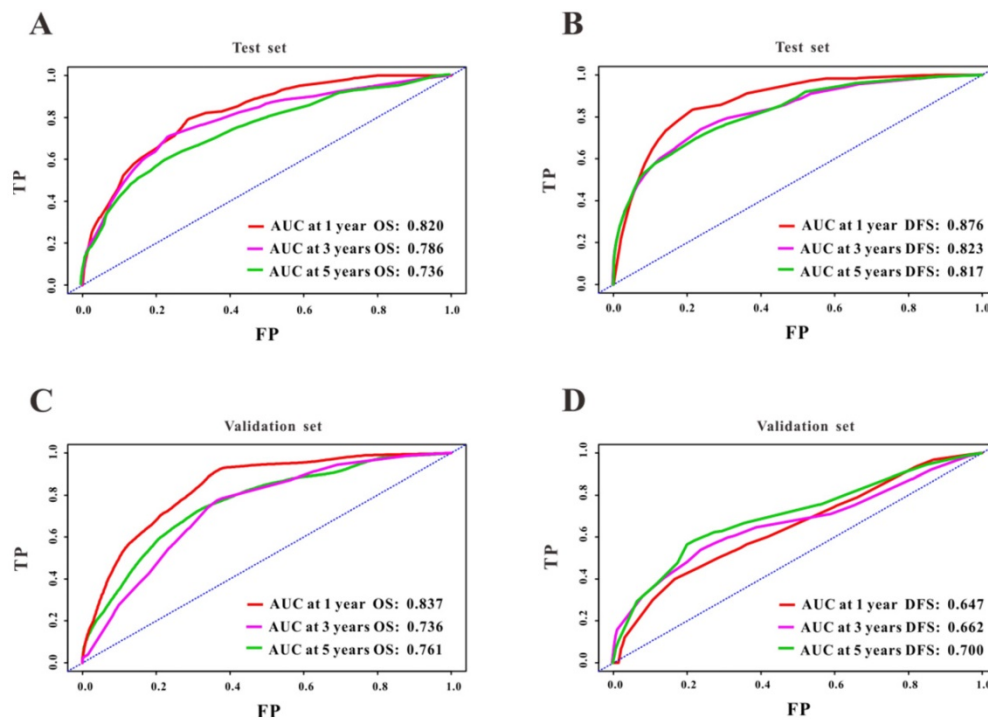 A
Test set
TP
1.0
0.8
0.6
0.4
0.2
0.0
AUC at 1 year OS: 0.820
AUC at 3 years OS: 0.786
AUC at 5 years OS: 0.736
0.0 0.2 0.4 0.6 0.8 1.0
FP
B
Test set
TP
1.0
0.8
0.6
0.4
0.2
0.0
AUC at 1 year DFS: 0.876
AUC at 3 years DFS: 0.823
AUC at 5 years DFS: 0.817
0.0 0.2 0.4 0.6 0.8 1.0
FP
C
Validation set
TP
1.0
0.8
0.6
0.4
0.2
0.0
AUC at 1 year OS: 0.837
AUC at 3 years OS: 0.736
AUC at 5 years OS: 0.761
0.0 0.2 0.4 0.6 0.8 1.0
FP
D
Validation set
TP
1.0
0.8
0.6
0.4
0.2
0.0
AUC at 1 year DFS: 0.647
AUC at 3 years DFS: 0.662
AUC at 5 years DFS: 0.700
0.0 0.2 0.4 0.6 0.8 1.0
FP